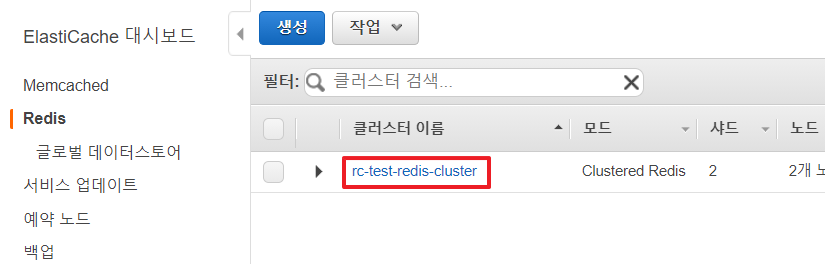 ElastiCache 대시보드
Memcached
Redis
글로벌 데이터스토어
서비스 업데이트
예약 노드
백업
생성 작업
필터: 클러스터 검색...
클러스터 이름 모드 샤드 노드
rc-test-redis-cluster Clustered Redis 2 2개